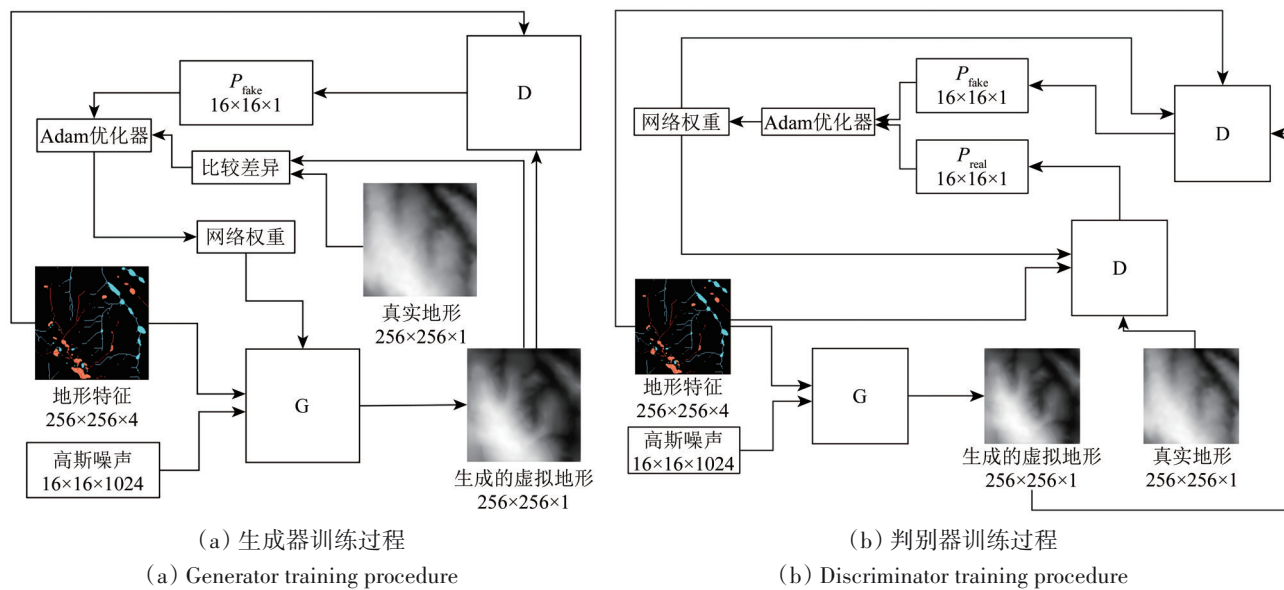 D
P_fake
16×16×1
Adam优化器
比较差异
网络权重
真实地形
256×256×1
地形特征
256×256×4
G
高斯噪声
16×16×1024
生成的虚拟地形
256×256×1
(a) 生成器训练过程
(a) Generator training procedure
P_fake
16×16×1
D
网络权重
Adam优化器
P_real
16×16×1
D
地形特征
256×256×4
G
高斯噪声
16×16×1024
生成的虚拟地形
256×256×1
真实地形
256×256×1
(b) 判别器训练过程
(b) Discriminator training procedure